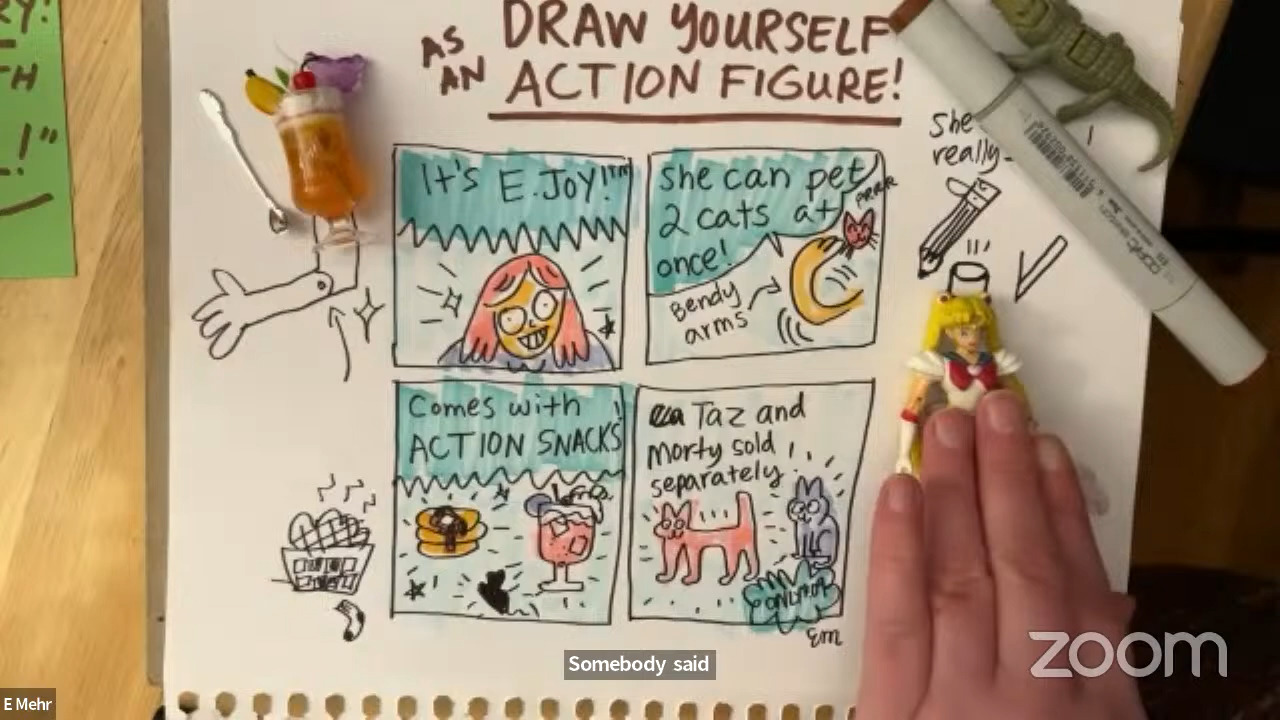 AS AN
DRAW YOURSELF
ACTION FIGURE!
It's E. JOY!™
She can pet
2 cats at
once!
PRRR
Bendy
arms
she
really
Comes with
ACTION SNACKS!
Taz and
Morty sold
separately!
Em
Somebody said
E Mehr
zoom